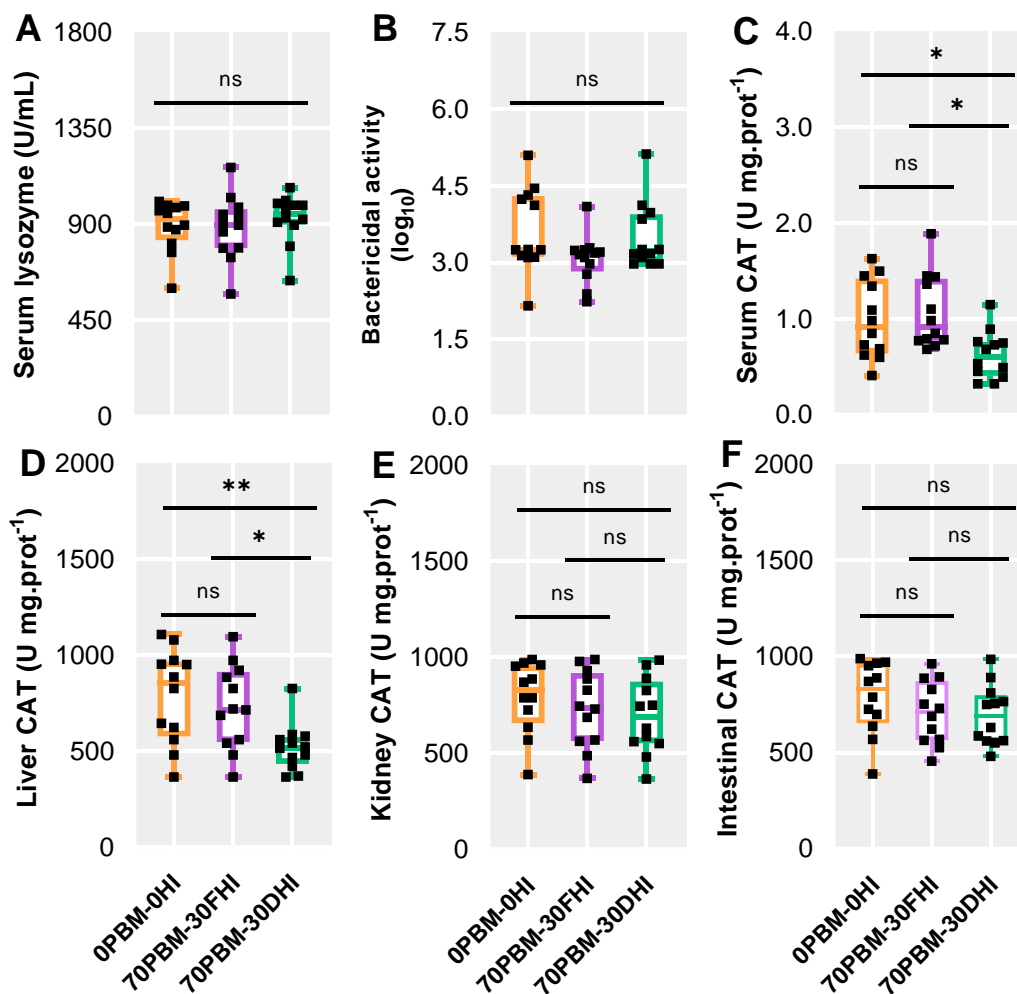 A
Serum lysozyme (U/mL)
1800
1350
900
450
0
ns
B
Bactericidal activity
(log10)
7.5
6.0
4.5
3.0
1.5
0.0
ns
C
Serum CAT (U mg.prot-1)
4.0
3.0
2.0
1.0
0.0
*
*
ns
D
Liver CAT (U mg.prot-1)
2000
1500
1000
500
0
**
*
ns
0PBM-0HI
70PBM-30FHI
70PBM-30DHI
E
Kidney CAT (U mg.prot-1)
2000
1500
1000
500
0
ns
ns
ns
0PBM-0HI
70PBM-30FHI
70PBM-30DHI
F
Intestinal CAT (U mg.prot-1)
2000
1500
1000
500
0
ns
ns
ns
0PBM-0HI
70PBM-30FHI
70PBM-30DHI